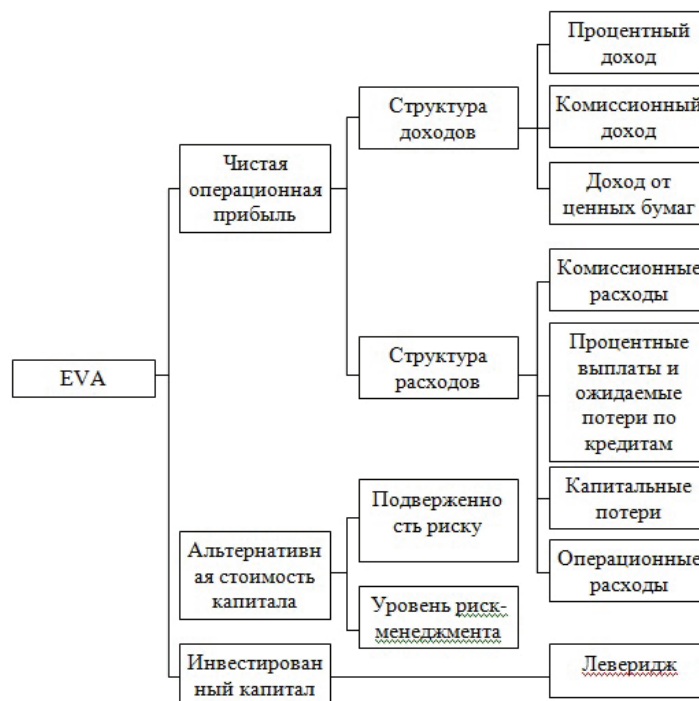 EVA
Чистая
операционная
прибыль
Структура
доходов
Процентный
доход
Комиссионный
доход
Доход от
ценных бумаг
Структура
расходов
Комиссионные
расходы
Процентные
выплаты и
ожидаемые
потери по
кредитам
Капитальные
потери
Операционные
расходы
Альтернативн
ая стоимость
капитала
Подверженно
сть риску
Уровень риск-
менеджмента
Инвестирован
ный капитал
Леверидж